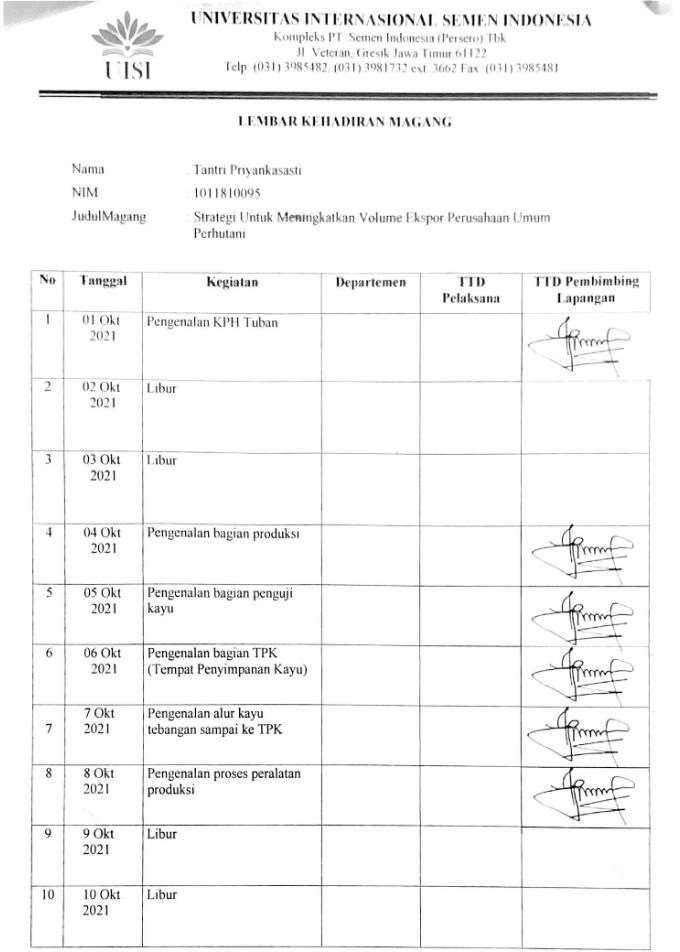 UISI
UNIVERSITAS INTERNASIONAL SEMEN INDONESIA
Kompleks PT. Semen Indonesia (Persero) Tbk
Jl. Veteran, Gresik Jawa Timur 61122
Telp: (031) 3985482, (031) 3981732 ext. 3662 Fax. (031) 3985481
LEMBAR KEHADIRAN MAGANG
Nama : Tantri Priyankasasti
NIM : 1011810095
JudulMagang : Strategi Untuk Meningkatkan Volume Ekspor Perusahaan Umum
Perhutani
No Tanggal Kegiatan Departemen TTD Pelaksana TTD Pembimbing Lapangan
1 01 Okt 2021 Pengenalan KPH Tuban
2 02 Okt 2021 Libur
3 03 Okt 2021 Libur
4 04 Okt 2021 Pengenalan bagian produksi
5 05 Okt 2021 Pengenalan bagian penguji kayu
6 06 Okt 2021 Pengenalan bagian TPK (Tempat Penyimpanan Kayu)
7 7 Okt 2021 Pengenalan alur kayu tebangan sampai ke TPK
8 8 Okt 2021 Pengenalan proses peralatan produksi
9 9 Okt 2021 Libur
10 10 Okt 2021 Libur